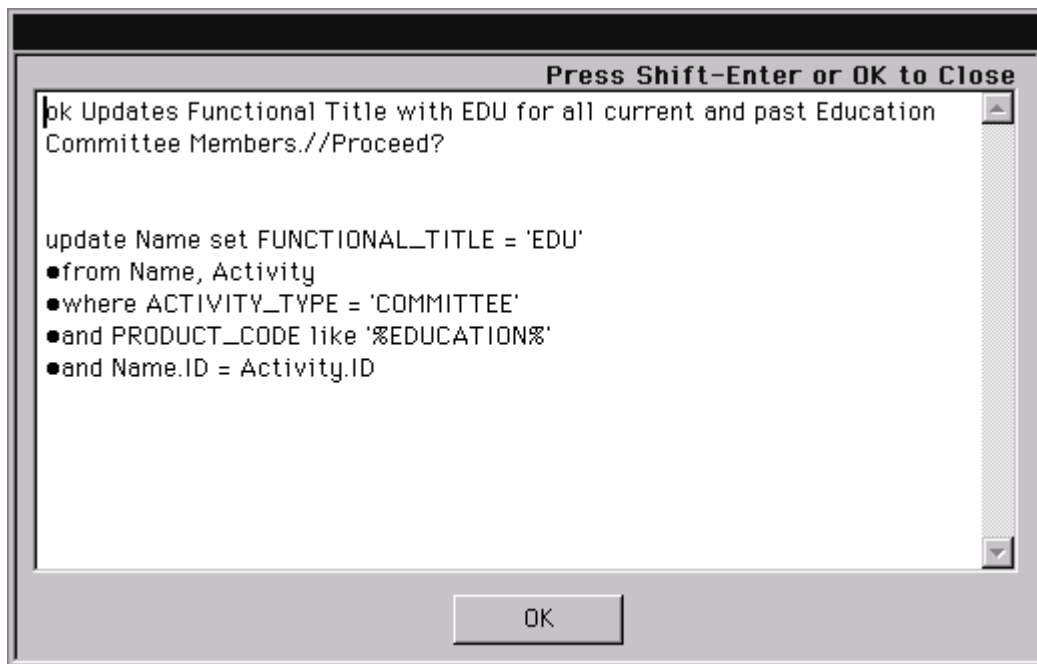 Press Shift-Enter or OK to Close
ok Updates Functional Title with EDU for all current and past Education
Committee Members.//Proceed?
update Name set FUNCTIONAL_TITLE = 'EDU'
●from Name, Activity
●where ACTIVITY_TYPE = 'COMMITTEE'
●and PRODUCT_CODE like '%EDUCATION%'
●and Name.ID = Activity.ID
OK